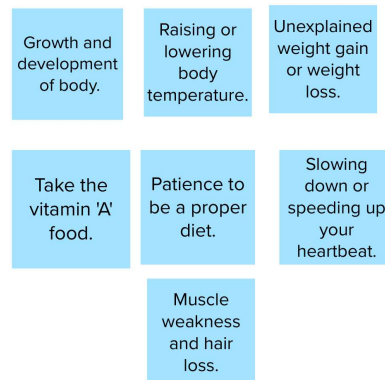 Growth and
development
of body.
Raising or
lowering
body
temperature.
Unexplained
weight gain
or weight
loss.
Take the
vitamin 'A'
food.
Patience to
be a proper
diet.
Slowing
down or
speeding up
your
heartbeat.
Muscle
weakness
and hair
loss.